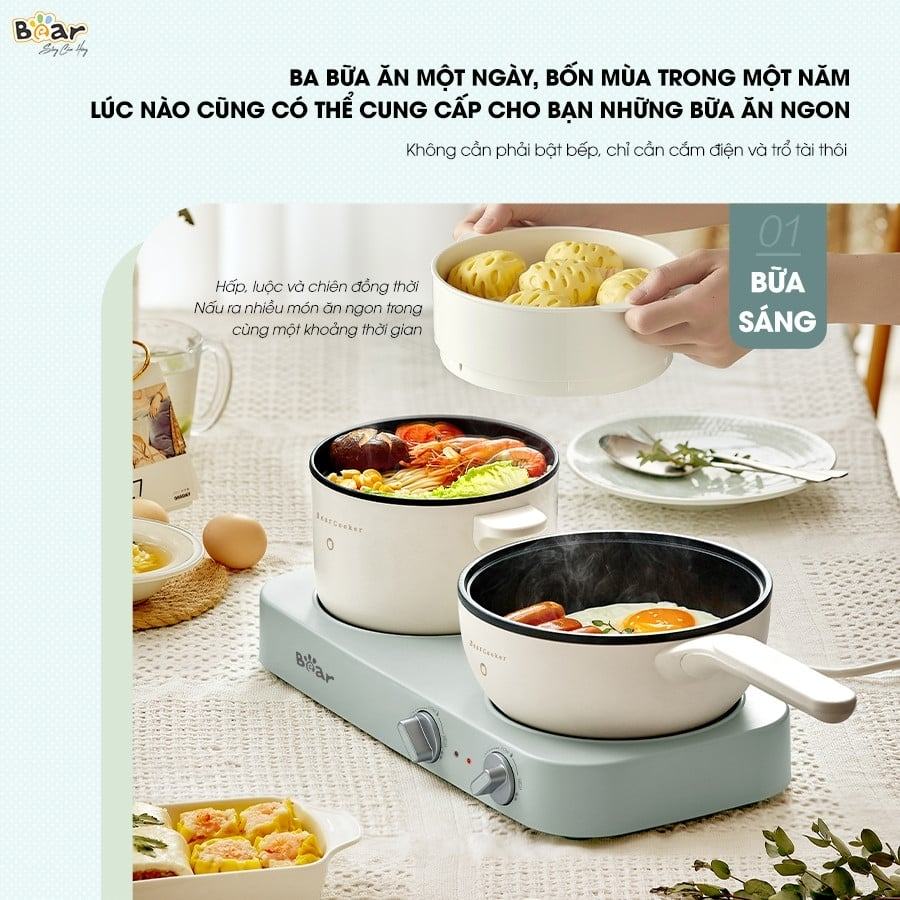 Bear
Sống Cân Hưng
BA BỮA ĂN MỘT NGÀY, BỐN MÙA TRONG MỘT NĂM
LÚC NÀO CŨNG CÓ THỂ CUNG CẤP CHO BẠN NHỮNG BỮA ĂN NGON
Không cần phải bật bếp, chỉ cần cắm điện và trổ tài thôi
01
BỮA
SÁNG
Hấp, luộc và chiên đồng thời
Nấu ra nhiều món ăn ngon trong
cùng một khoảng thời gian
BearCooker
BearCooker
Bear